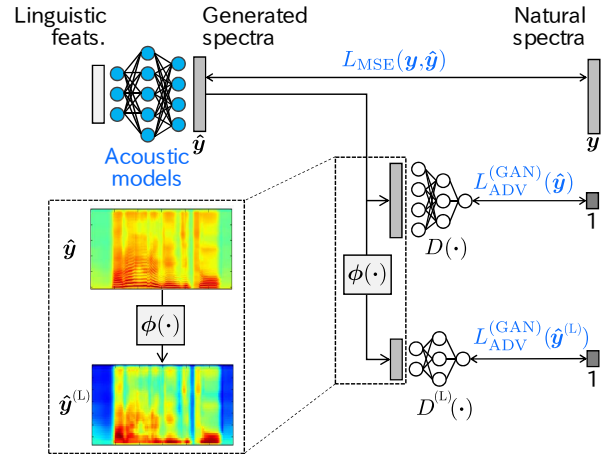 Linguistic feats.
Generated spectra
Natural spectra
L_MSE(y,ŷ)
ŷ
y
Acoustic models
L_ADV^(GAN)(ŷ)
1
D(·)
ŷ
ϕ(·)
ϕ(·)
L_ADV^(GAN)(ŷ^(L))
1
ŷ^(L)
D^(L)(·)